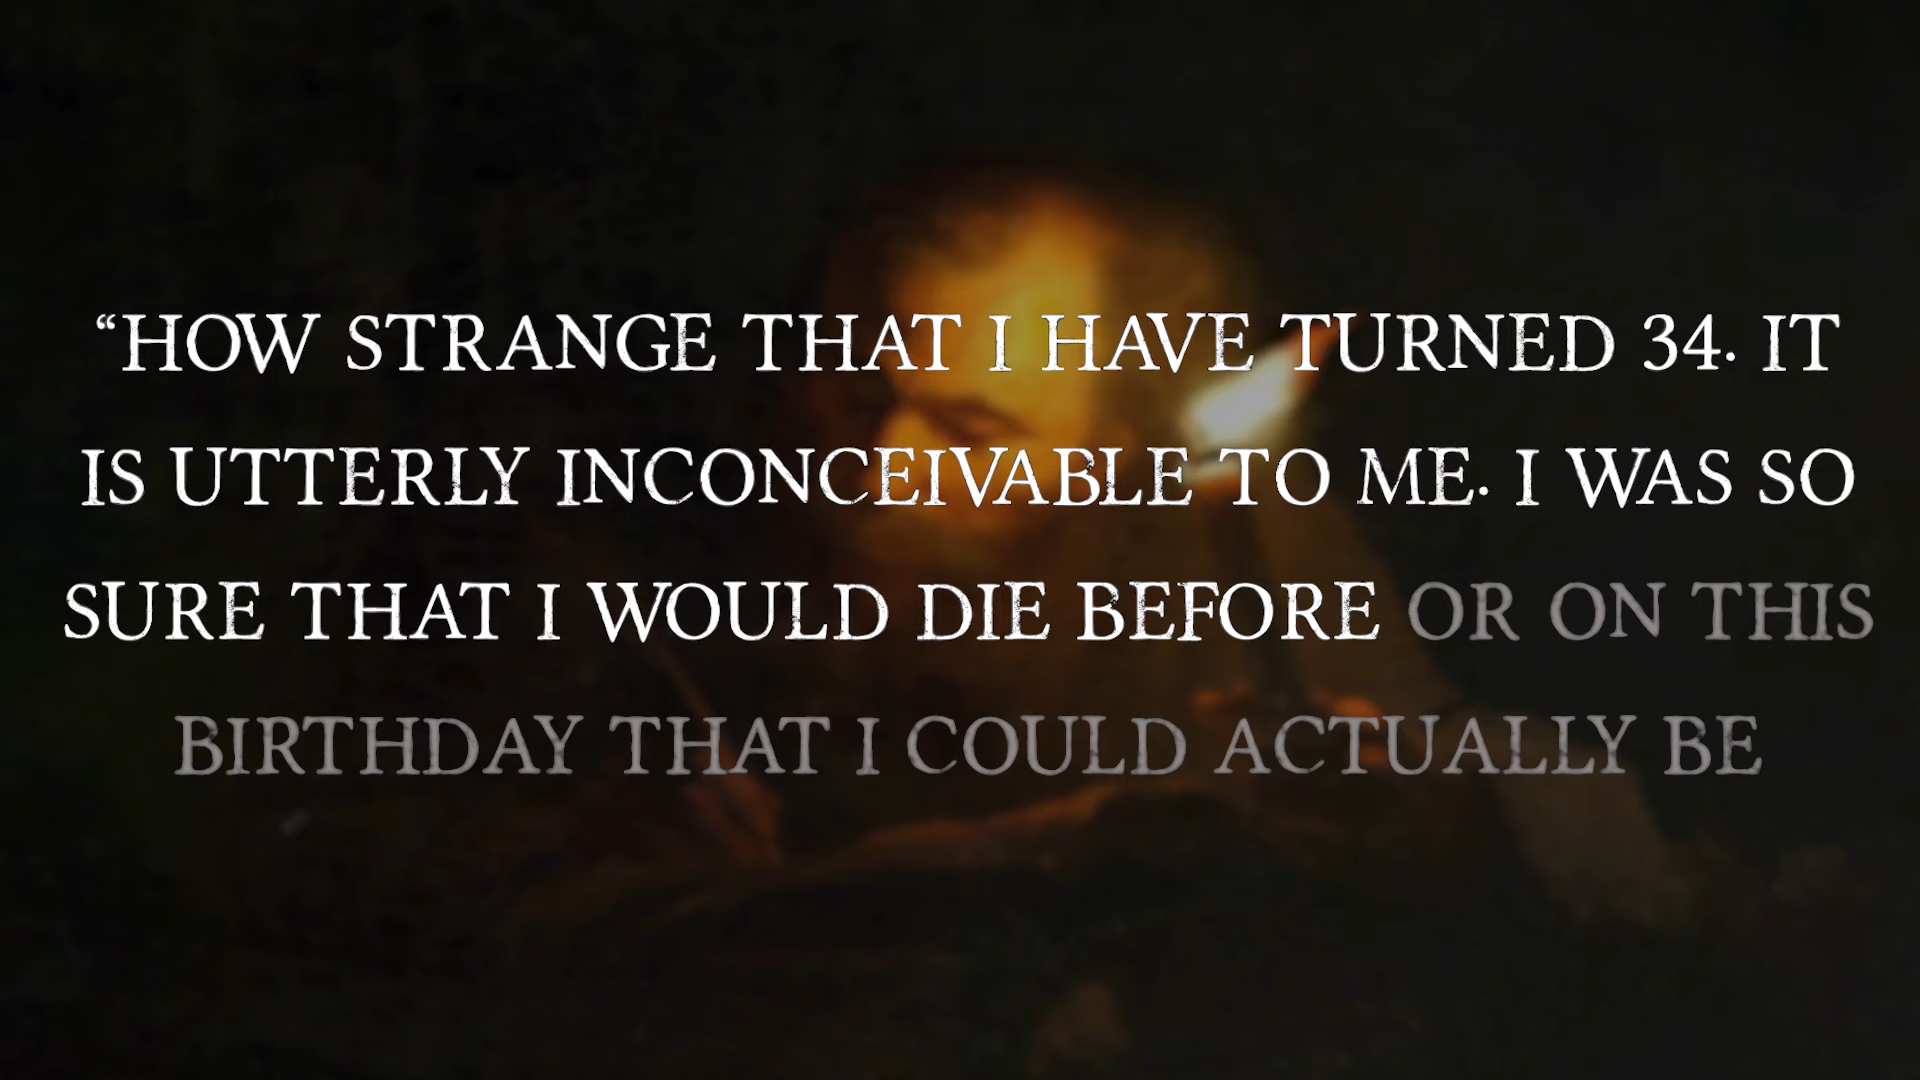 “HOW STRANGE THAT I HAVE TURNED 34. IT
IS UTTERLY INCONCEIVABLE TO ME. I WAS SO
SURE THAT I WOULD DIE BEFORE OR ON THIS
BIRTHDAY THAT I COULD ACTUALLY BE